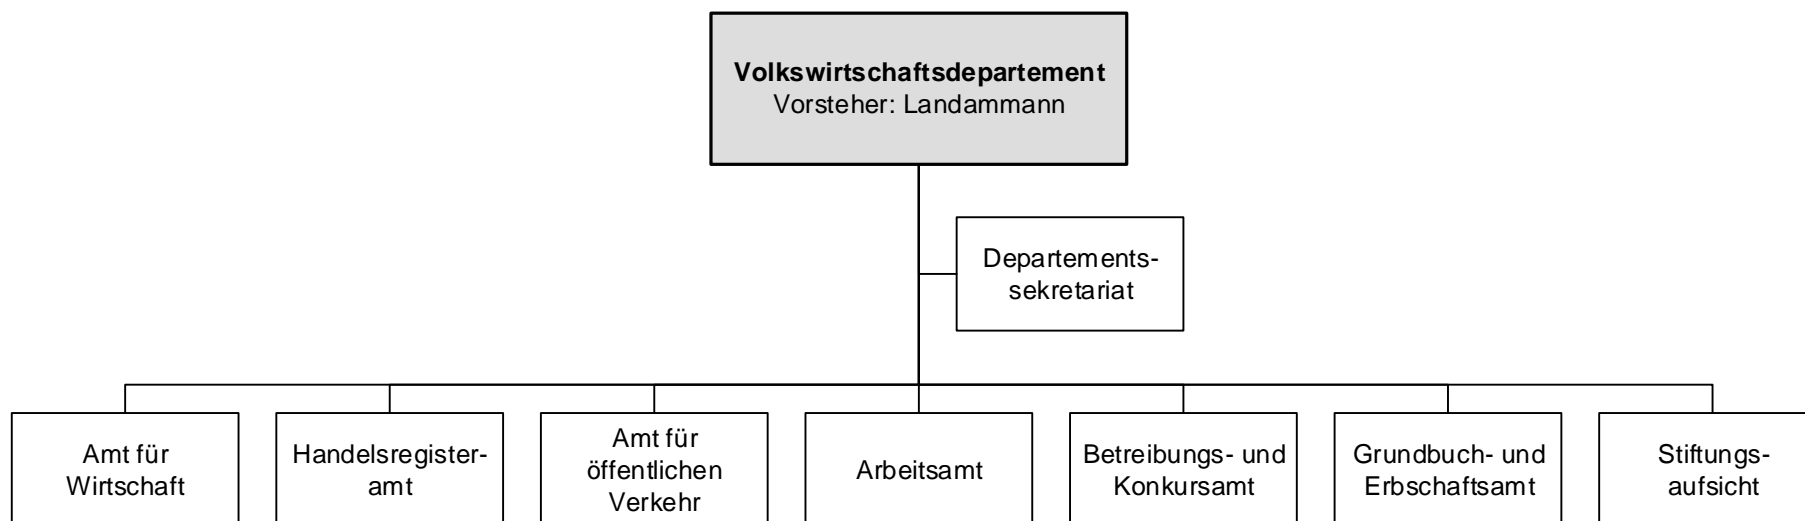 Volkswirtschaftsdepartement
Vorsteher: Landammann
Departements-
sekretariat
Amt für
Wirtschaft
Handelsregister-
amt
Amt für
öffentlichen
Verkehr
Arbeitsamt
Betreibungs- und
Konkursamt
Grundbuch- und
Erbschaftsamt
Stiftungs-
aufsicht